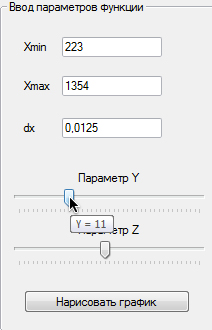 Ввод параметров функции
Xmin 223
Xmax 1354
dx 0,0125
Параметр Y
Y = 11
Параметр Z
Нарисовать график